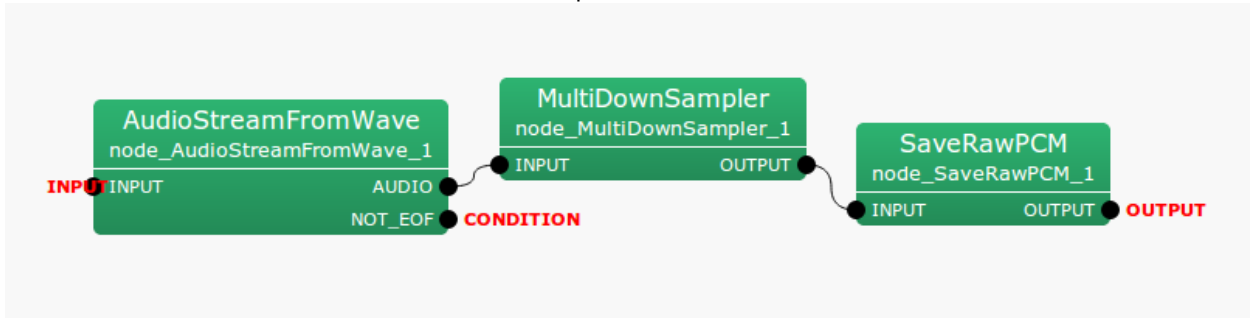 AudioStreamFromWave
node_AudioStreamFromWave_1
INPUT INPUT AUDIO
NOT_EOF CONDITION
MultiDownSampler
node_MultiDownSampler_1
INPUT OUTPUT
SaveRawPCM
node_SaveRawPCM_1
INPUT OUTPUT OUTPUT